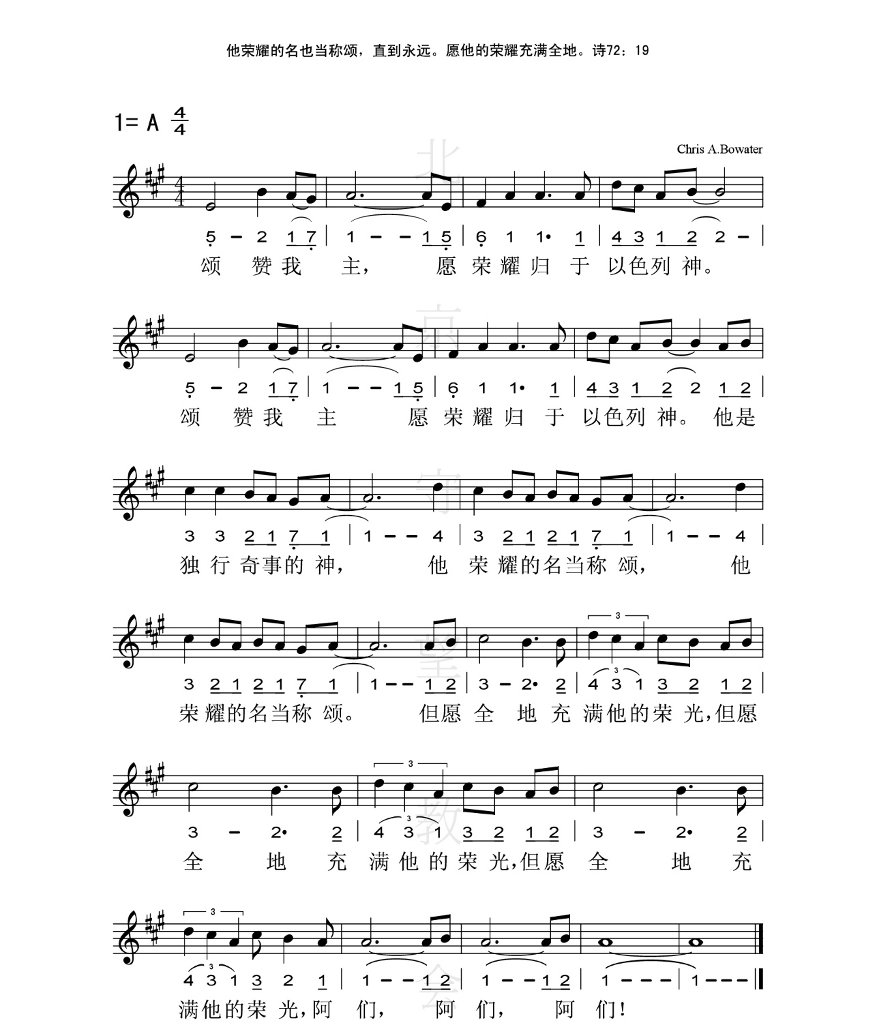 他荣耀的名也当称颂，直到永远。愿他的荣耀充满全地。诗72：19
1= A 4/4
Chris A.Bowater
5 - 2 1 7 | 1 - - 1 5 | 6 1 1· 1 | 4 3 1 2 2 - |
颂 赞 我 主， 愿 荣 耀 归 于 以 色 列 神。
5 - 2 1 7 | 1 - - 1 5 | 6 1 1· 1 | 4 3 1 2 2 1 2 |
颂 赞 我 主 愿 荣 耀 归 于 以 色 列 神。 他 是
3 3 2 1 7 1 | 1 - - 4 | 3 2 1 2 1 7 1 | 1 - - 4 |
独 行 奇 事 的 神， 他 荣 耀 的 名 当 称 颂， 他
3 2 1 2 1 7 1 | 1 - - 1 2 | 3 - 2· 2 | 4 3 1 3 2 1 2 |
荣 耀 的 名 当 称 颂。 但 愿 全 地 充 满 他 的 荣 光，但 愿
3 - 2· 2 | 4 3 1 3 2 1 2 | 3 - 2· 2 |
全 地 充 满 他 的 荣 光，但 愿 全 地 充
4 3 1 3 2 1 | 1 - - 1 2 | 1 - - 1 2 | 1 - - - | 1 - - - |
满 他 的 荣 光，阿 们， 阿 们， 阿 们！
北京守望教会